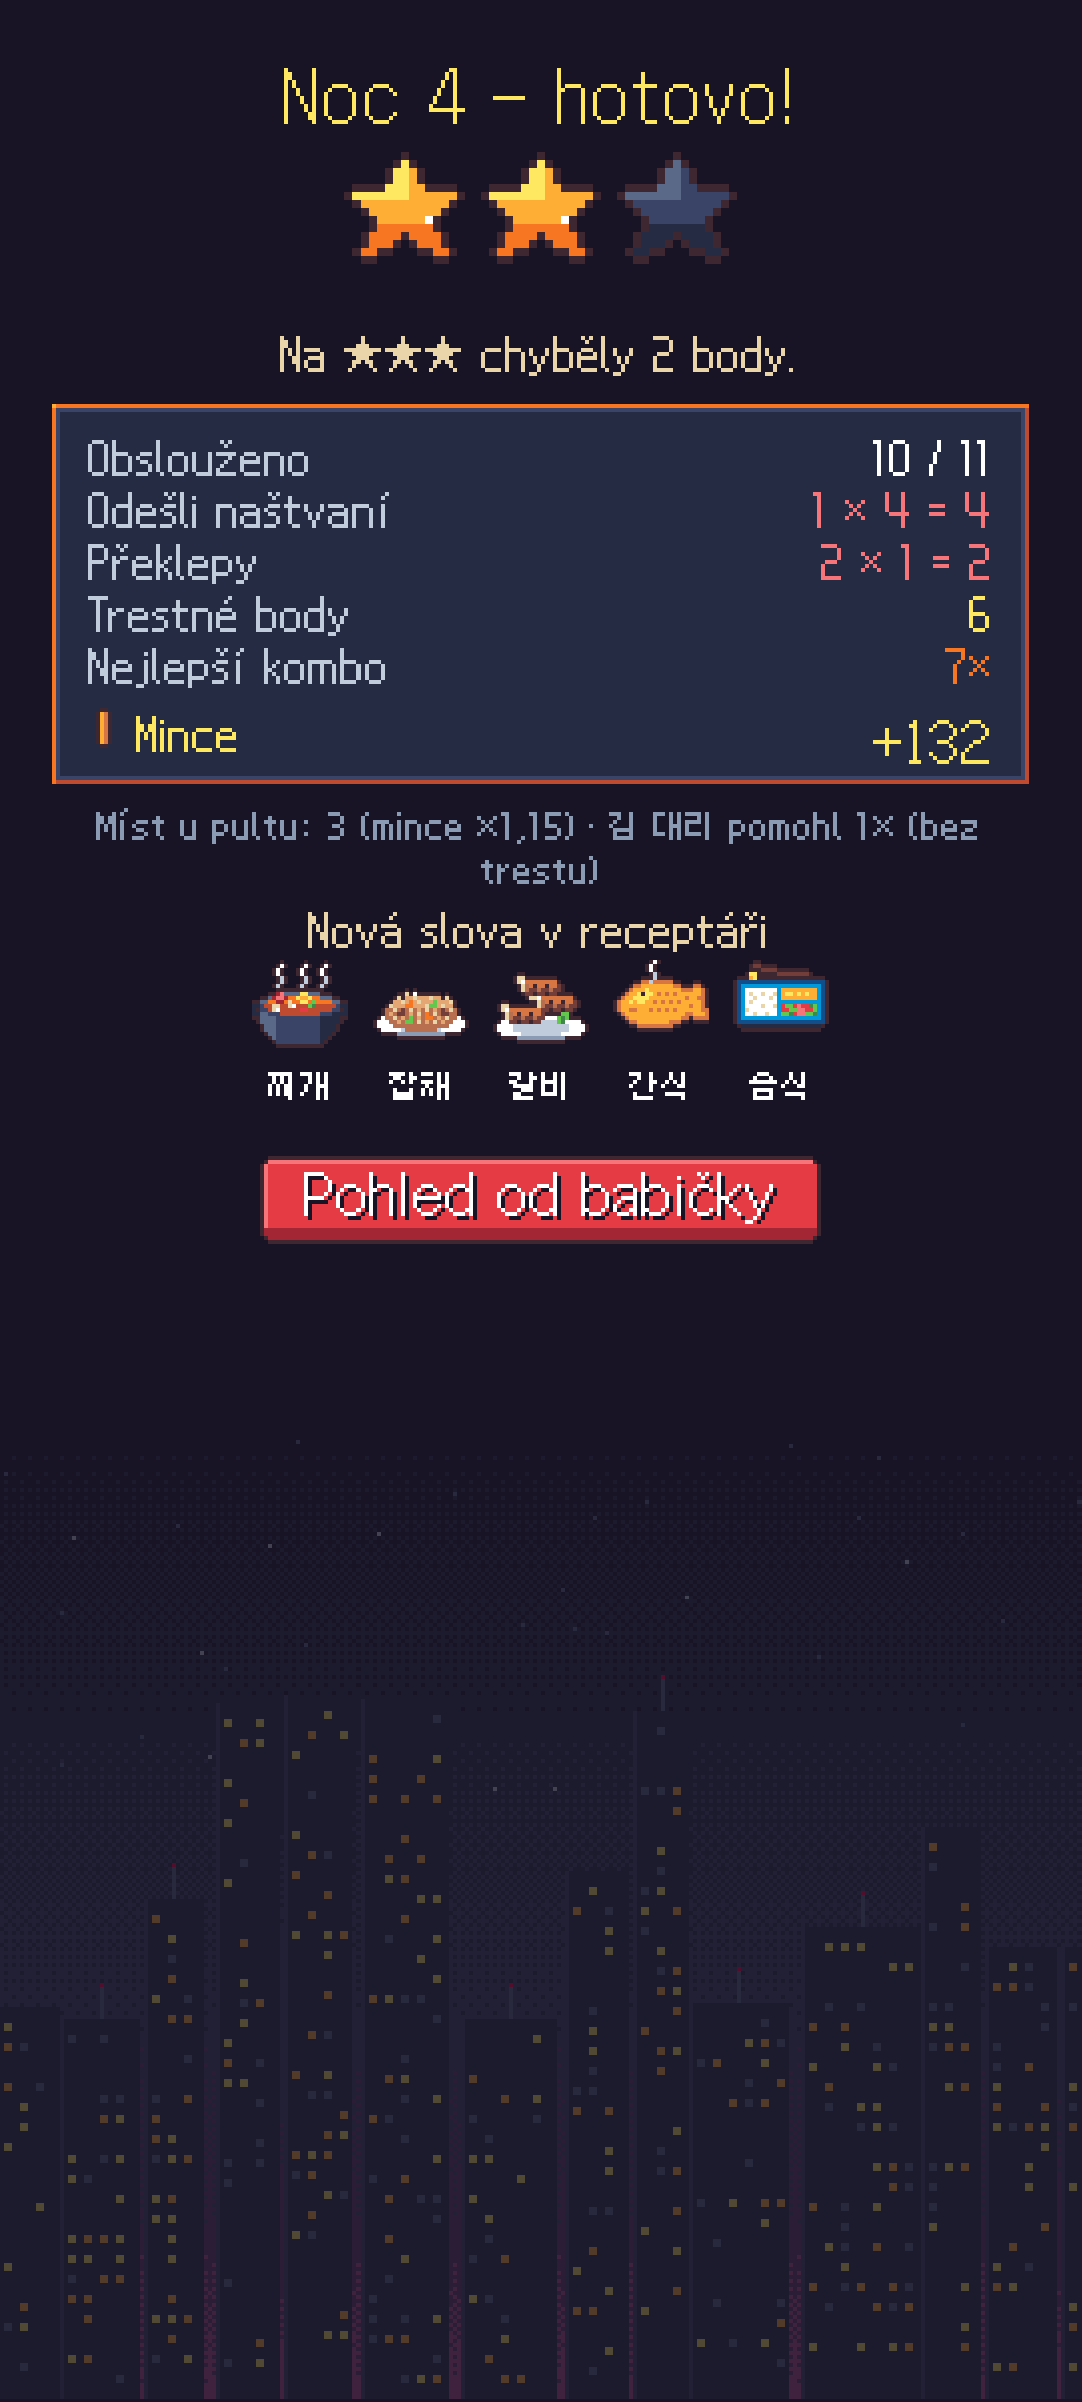 Noc 4 – hotovo!
Na ★★★ chyběly 2 body.
Obslouženo 10 / 11
Odešli naštvaní 1 × 4 = 4
Překlepy 2 × 1 = 2
Trestné body 6
Nejlepší kombo 7×
Mince +132
Míst u pultu: 3 (mince ×1,15) · 김 대리 pomohl 1× (bez
trestu)
Nová slova v receptáři
찌개 잡채 갈비 간식 음식
Pohled od babičky